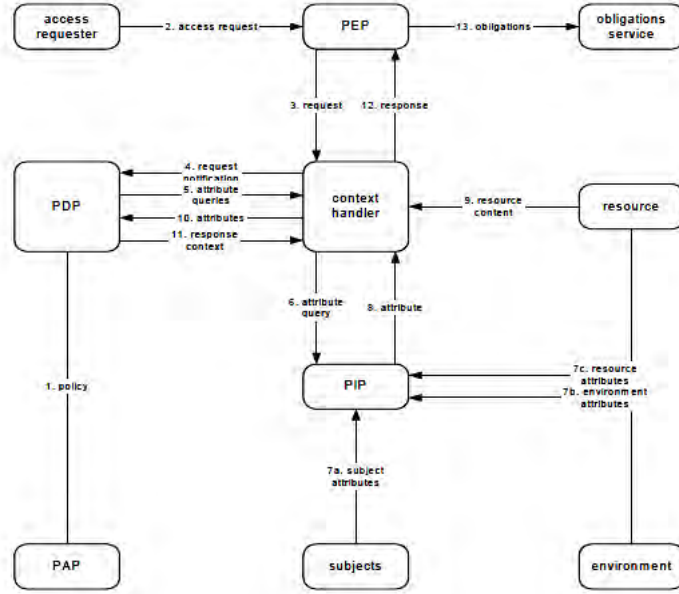 access
requester
2. access request
PEP
13. obligations
obligations
service
3. request
12. response
PDP
4. request
notification
5. attribute
queries
10. attributes
11. response
context
context
handler
9. resource
content
resource
6. attribute
query
8. attribute
1. policy
PIP
7c. resource
attributes
7b. environment
attributes
7a. subject
attributes
PAP
subjects
environment